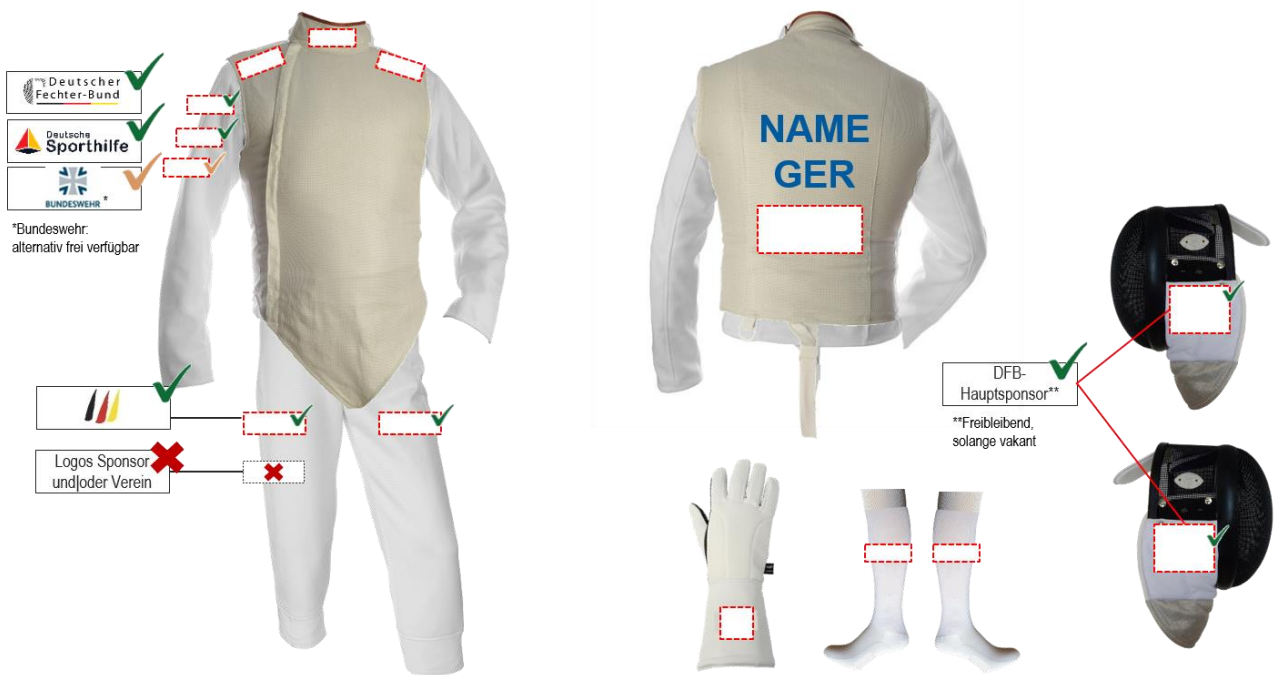 Deutscher
Fechter-Bund
Deutsche
Sporthilfe
BUNDESWEHR *
*Bundeswehr:
alternativ frei verfügbar
Logos Sponsor
und|oder Verein
NAME
GER
DFB-
Hauptsponsor**
**Freibleibend,
solange vakant